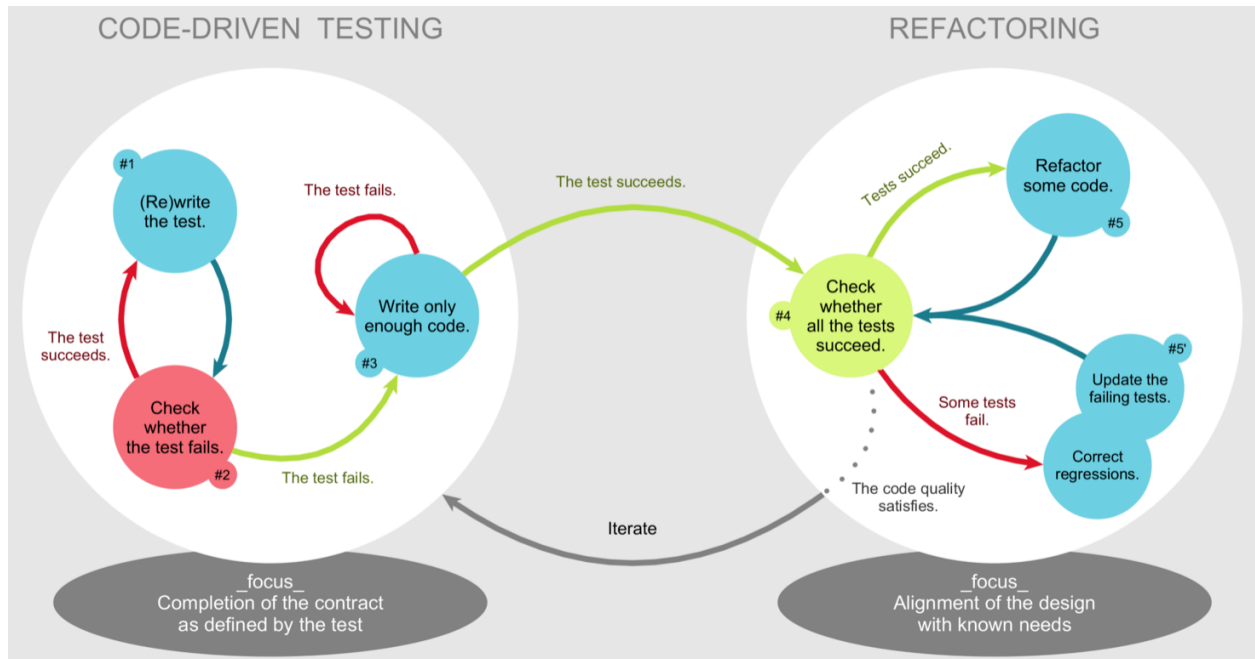 CODE-DRIVEN TESTING
REFACTORING
#1
(Re)write
the test.
The test
succeeds.
Check
whether
the test fails.
#2
The test fails.
The test fails.
Write only
enough code.
#3
The test succeeds.
#4
Check
whether
all the tests
succeed.
Tests succeed.
Refactor
some code.
#5
#5'
Update the
failing tests.
Some tests
fail.
Correct
regressions.
The code quality
satisfies.
Iterate
_focus_
Completion of the contract
as defined by the test
_focus_
Alignment of the design
with known needs